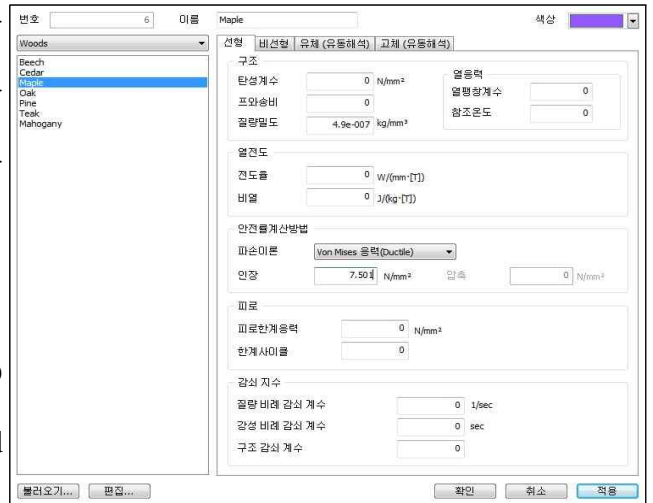 번호 6 이름 Maple 색상
Woods
Beech
Cedar
Maple
Oak
Pine
Teak
Mahogany
선형 비선형 유체 (유동해석) 고체 (유동해석)
구조
탄성계수 0 N/mm²
프와송비 0
질량밀도 4.9e-007 kg/mm³
열응력
열팽창계수 0
참조온도 0
열전도
전도율 0 W/(mm·[T])
비열 0 J/(kg·[T])
안전률계산방법
파손이론 Von Mises 응력(Ductile)
인장 7.501 N/mm² 압축 0 N/mm²
피로
피로한계응력 0 N/mm²
한계사이클 0
감쇠 지수
질량 비례 감쇠 계수 0 1/sec
강성 비례 감쇠 계수 0 sec
구조 감쇠 계수 0
불러오기... 편집... 확인 취소 적용